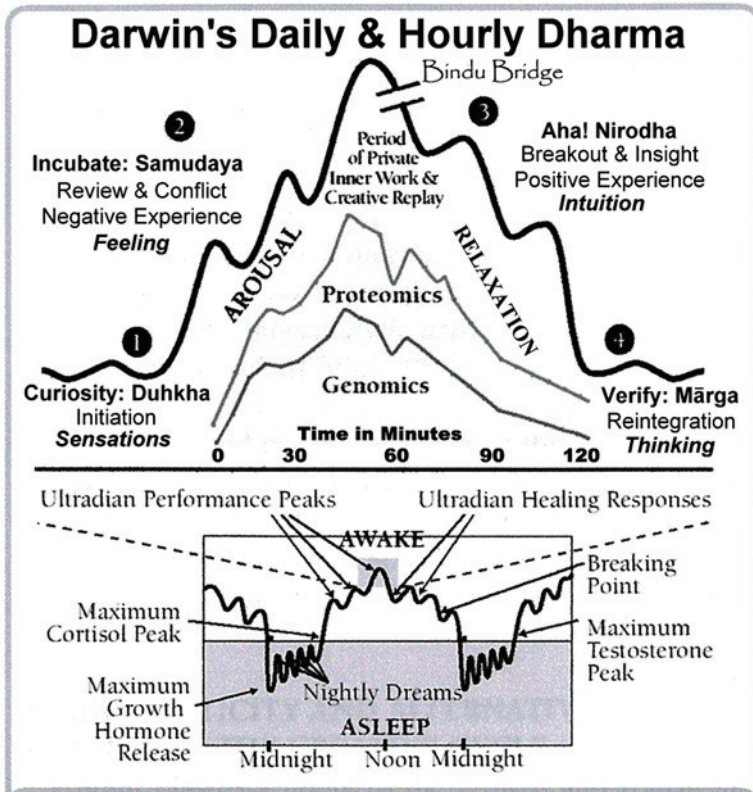 Darwin's Daily & Hourly Dharma
Bindu Bridge
2
Incubate: Samudaya
Review & Conflict
Negative Experience
Feeling
3
Aha! Nirodha
Breakout & Insight
Positive Experience
Intuition
Period
of Private
Inner Work &
Creative Replay
AROUSAL
RELAXATION
Proteomics
Genomics
1
Curiosity: Duhkha
Initiation
Sensations
4
Verify: Mārga
Reintegration
Thinking
Time in Minutes
0 30 60 90 120
Ultradian Performance Peaks
Ultradian Healing Responses
AWAKE
Breaking
Point
Maximum
Cortisol Peak
Maximum
Testosterone
Peak
Maximum
Growth
Hormone
Release
Nightly Dreams
ASLEEP
Midnight Noon Midnight